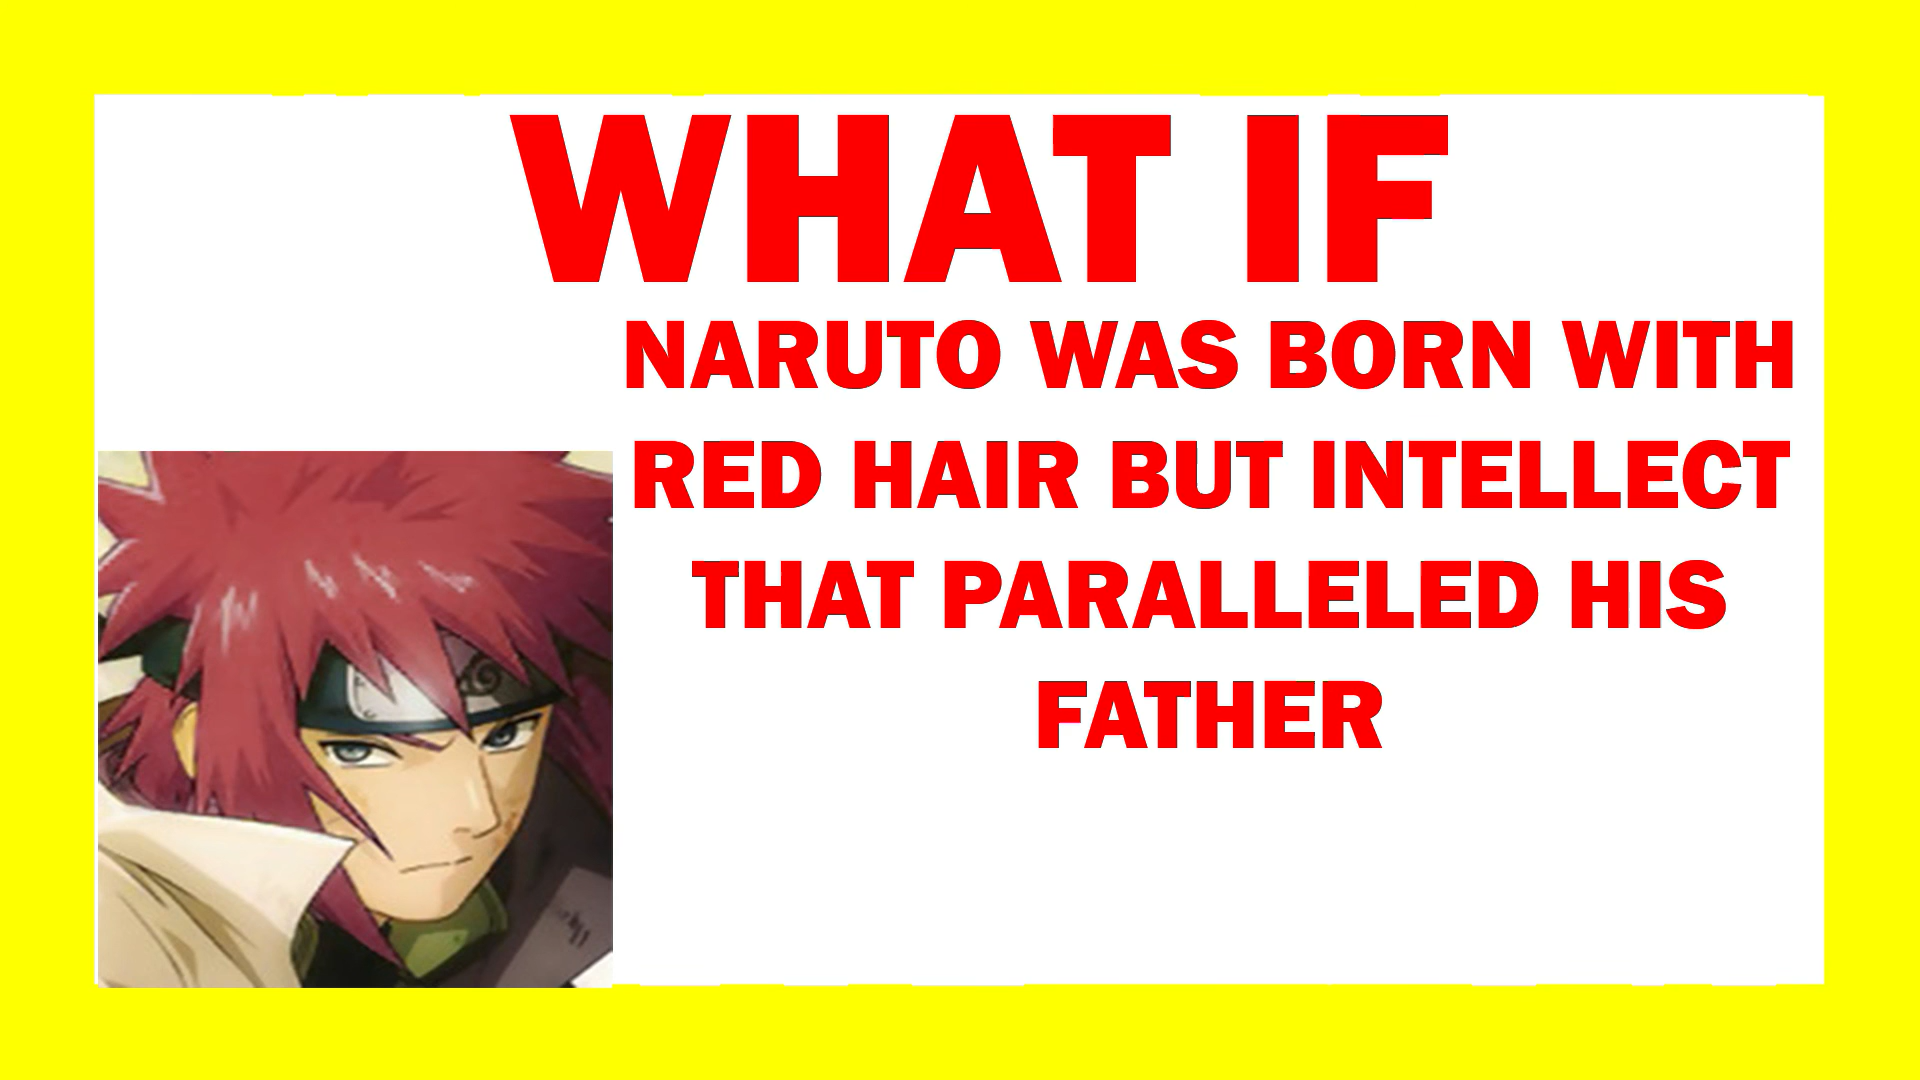 WHAT IF
NARUTO WAS BORN WITH
RED HAIR BUT INTELLECT
THAT PARALLELED HIS
FATHER